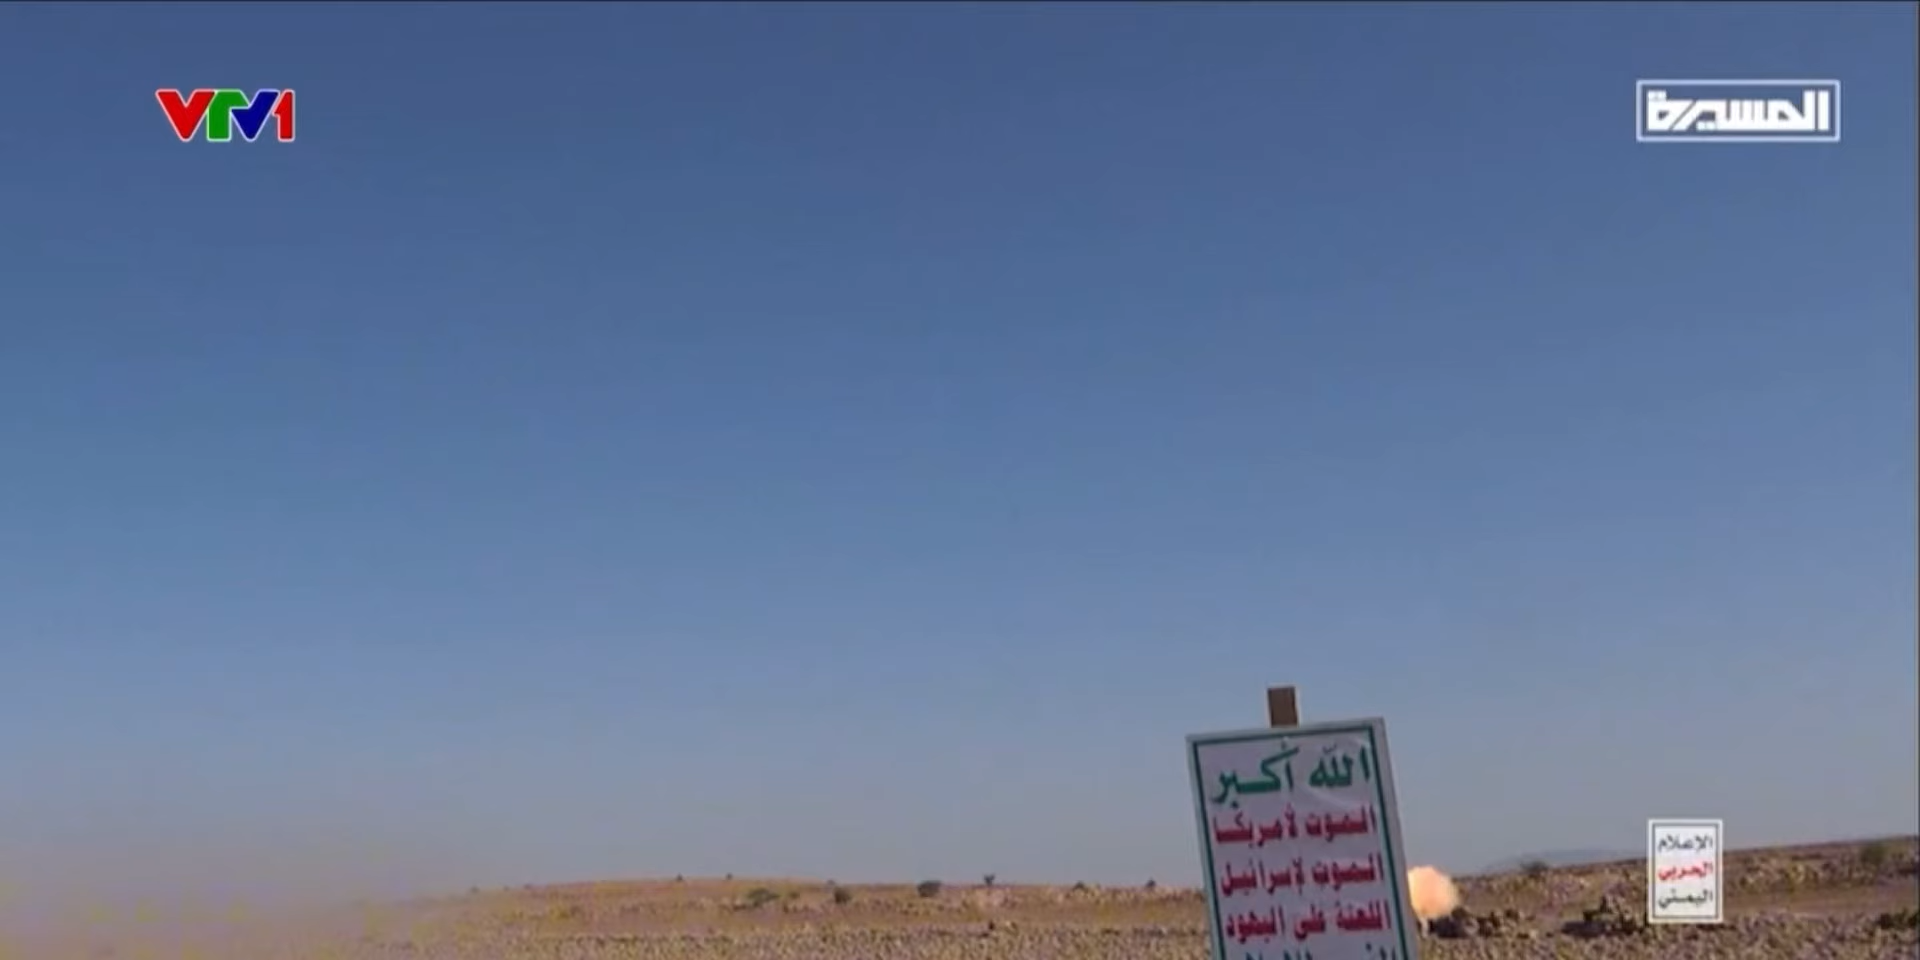 VTV1
المسيرة
الله أكبر
الموت لأمريكا
الموت لإسرائيل
اللعنة على اليهود
الإعلام
الحربي
اليمني